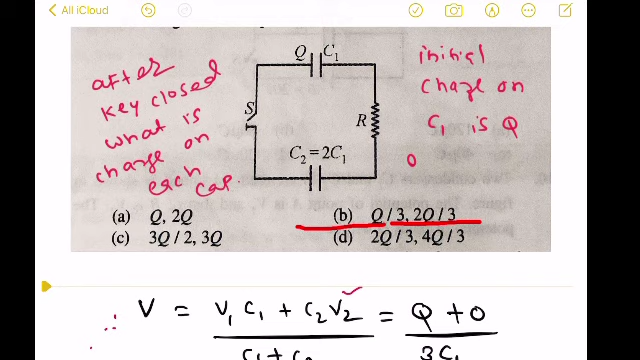 All iCloud
after
key closed
what is
charge on
each
cap.
Q C₁
S
R
C₂ = 2C₁
initial
charge on
C₁ is Q
0
(a) Q, 2Q
(b) Q / 3, 2Q / 3
(c) 3Q / 2, 3Q
(d) 2Q / 3, 4Q / 3
∴ V = V₁C₁ + C₂V₂ = Q + 0
C₁ + C₂ 3C₁